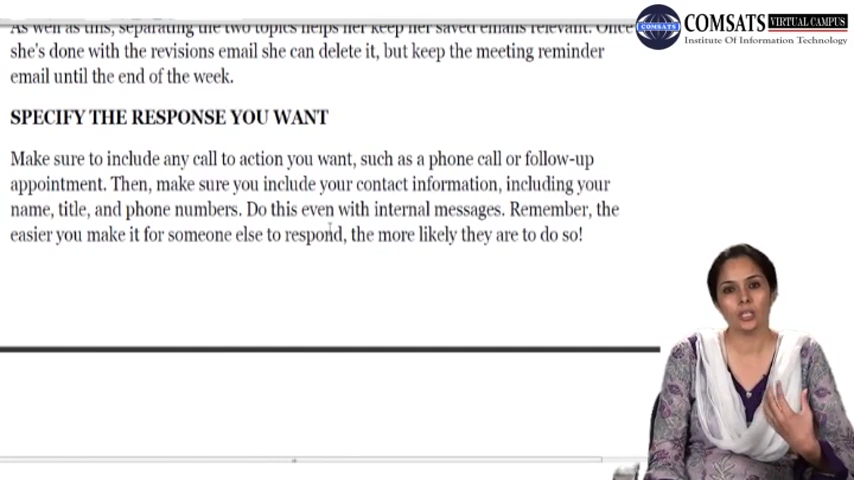 As well as this, separating the two topics helps her keep her saved emails relevant. Once
she's done with the revisions email she can delete it, but keep the meeting reminder
email until the end of the week.
SPECIFY THE RESPONSE YOU WANT
Make sure to include any call to action you want, such as a phone call or follow-up
appointment. Then, make sure you include your contact information, including your
name, title, and phone numbers. Do this even with internal messages. Remember, the
easier you make it for someone else to respond, the more likely they are to do so!
COMSATS
COMSATS VIRTUAL CAMPUS
Institute Of Information Technology